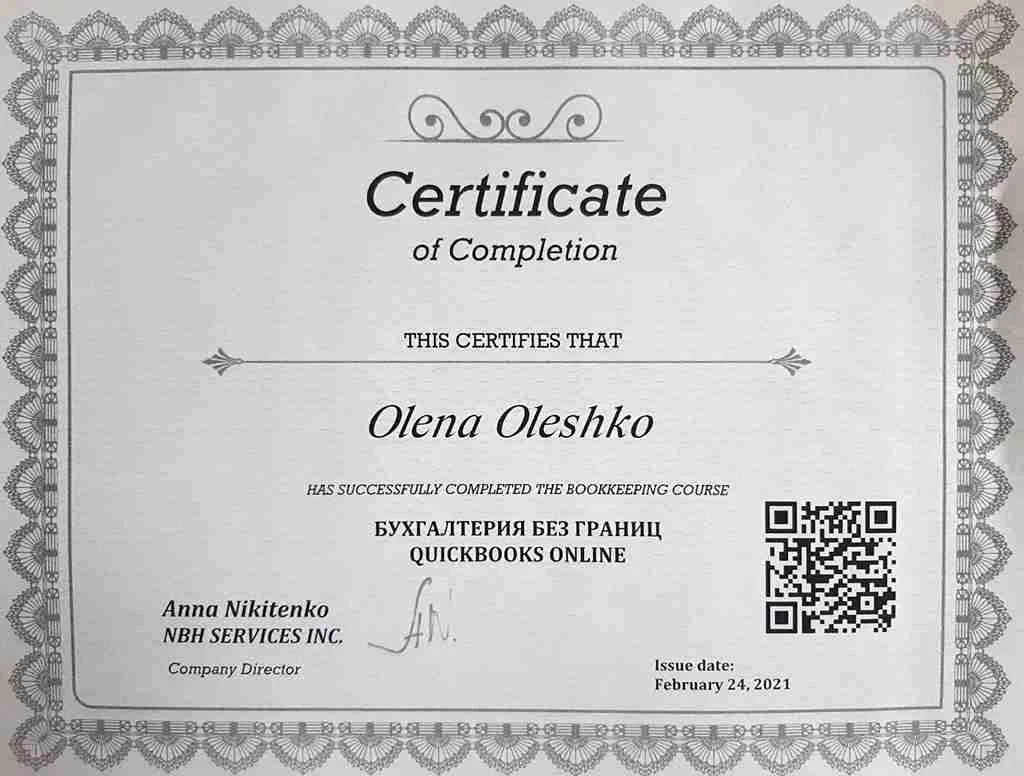 Certificate
of Completion
THIS CERTIFIES THAT
Olena Oleshko
HAS SUCCESSFULLY COMPLETED THE BOOKKEEPING COURSE
БУХГАЛТЕРИЯ БЕЗ ГРАНИЦ
QUICKBOOKS ONLINE
Anna Nikitenko
NBH SERVICES INC.
Company Director
Issue date:
February 24, 2021